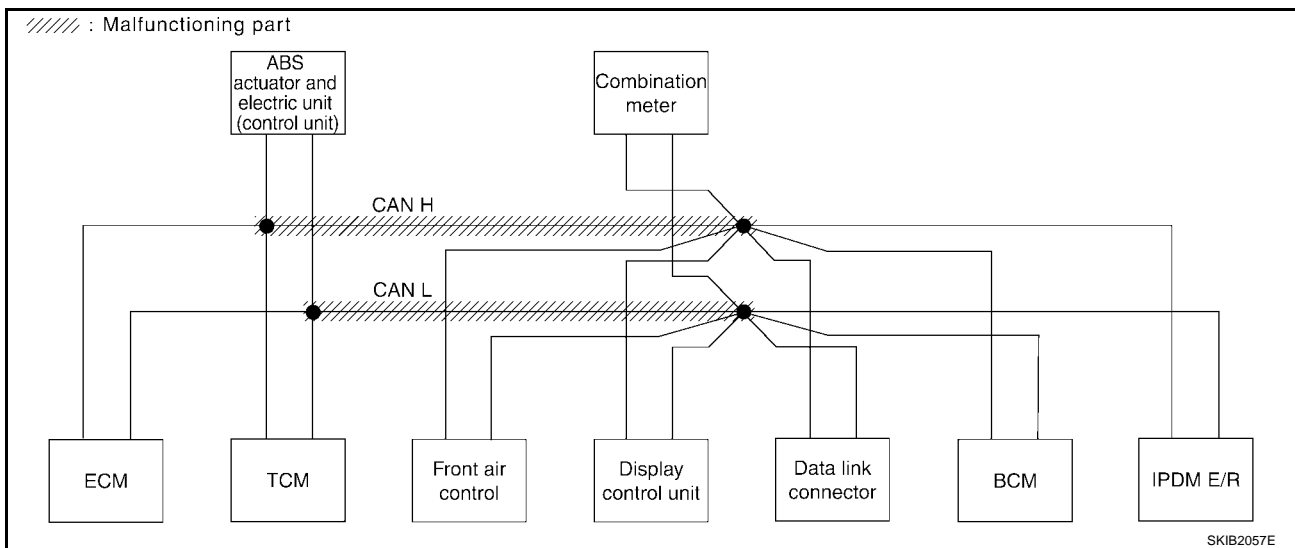 : Malfunctioning part
ABS
actuator and
electric unit
(control unit)
Combination
meter
CAN H
CAN L
ECM
TCM
Front air
control
Display
control unit
Data link
connector
BCM
IPDM E/R
SKIB2057E